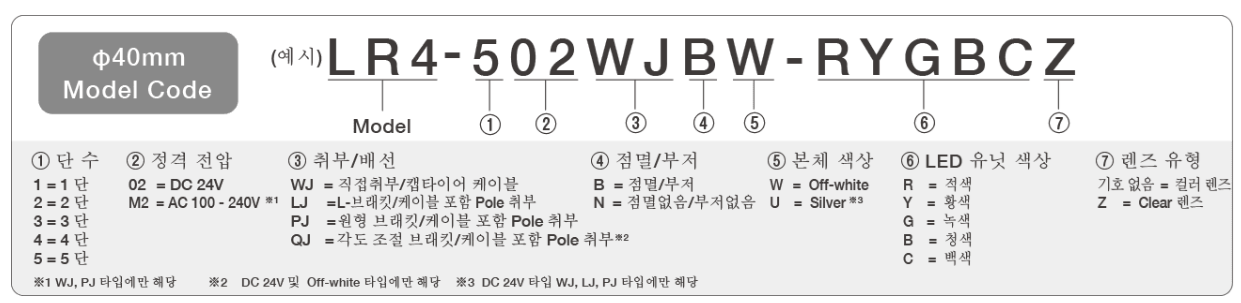 φ40mm
Model Code
(예시) LR4-502WJBW-RYGBCZ
Model ① ② ③ ④ ⑤ ⑥ ⑦
① 단 수
1 = 1 단
2 = 2 단
3 = 3 단
4 = 4 단
5 = 5 단
② 정격 전압
02 = DC 24V
M2 = AC 100 - 240V ※1
③ 취부/배선
WJ = 직접취부/캡타이어 케이블
LJ =L-브래킷/케이블 포함 Pole 취부
PJ =원형 브래킷/케이블 포함 Pole 취부
QJ =각도 조절 브래킷/케이블 포함 Pole 취부※2
④ 점멸/부저
B = 점멸/부저
N = 점멸없음/부저없음
⑤ 본체 색상
W = Off-white
U = Silver※3
⑥ LED 유닛 색상
R = 적색
Y = 황색
G = 녹색
B = 청색
C = 백색
⑦ 렌즈 유형
기호 없음 = 컬러 렌즈
Z = Clear 렌즈
※1 WJ, PJ 타입에만 해당 ※2 DC 24V 및 Off-white 타입에만 해당 ※3 DC 24V 타입 WJ, LJ, PJ 타입에만 해당